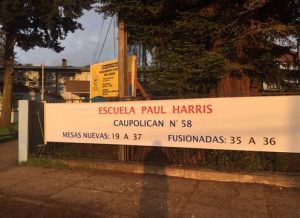 ESCUELA PAUL HARRIS
CAUPOLICAN N° 58
MESAS NUEVAS: 19 A 37 FUSIONADAS: 35 A 36